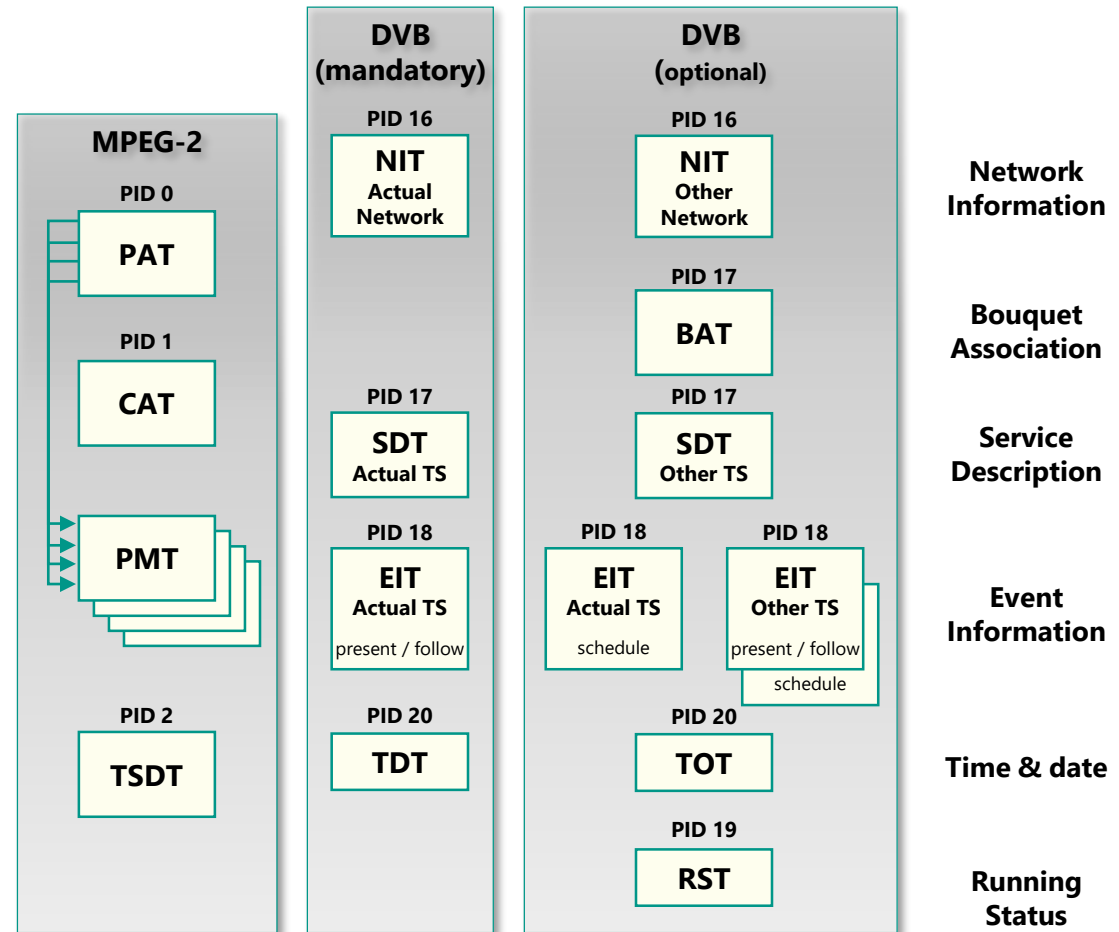 MPEG-2
PID 0
PAT
PID 1
CAT
PMT
PID 2
TSDT
DVB
(mandatory)
PID 16
NIT
Actual
Network
PID 17
SDT
Actual TS
PID 18
EIT
Actual TS
present / follow
PID 20
TDT
DVB
(optional)
PID 16
NIT
Other
Network
PID 17
BAT
PID 17
SDT
Other TS
PID 18
EIT
Actual TS
schedule
PID 18
EIT
Other TS
present / follow
schedule
PID 20
TOT
PID 19
RST
Network
Information
Bouquet
Association
Service
Description
Event
Information
Time & date
Running
Status